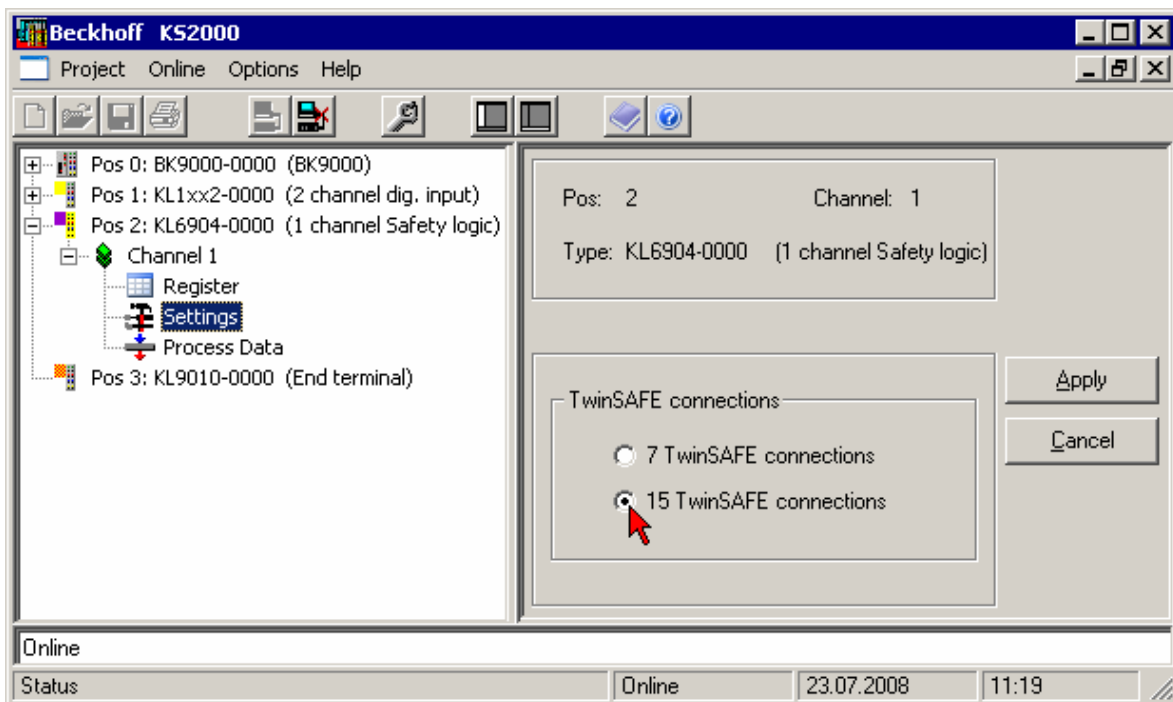 Beckhoff KS2000
Project Online Options Help
Pos 0: BK9000-0000 (BK9000)
Pos 1: KL1xx2-0000 (2 channel dig. input)
Pos 2: KL6904-0000 (1 channel Safety logic)
Channel 1
Register
Settings
Process Data
Pos 3: KL9010-0000 (End terminal)
Pos: 2 Channel: 1
Type: KL6904-0000 (1 channel Safety logic)
TwinSAFE connections
7 TwinSAFE connections
15 TwinSAFE connections
Apply
Cancel
Online
Status Online 23.07.2008 11:19